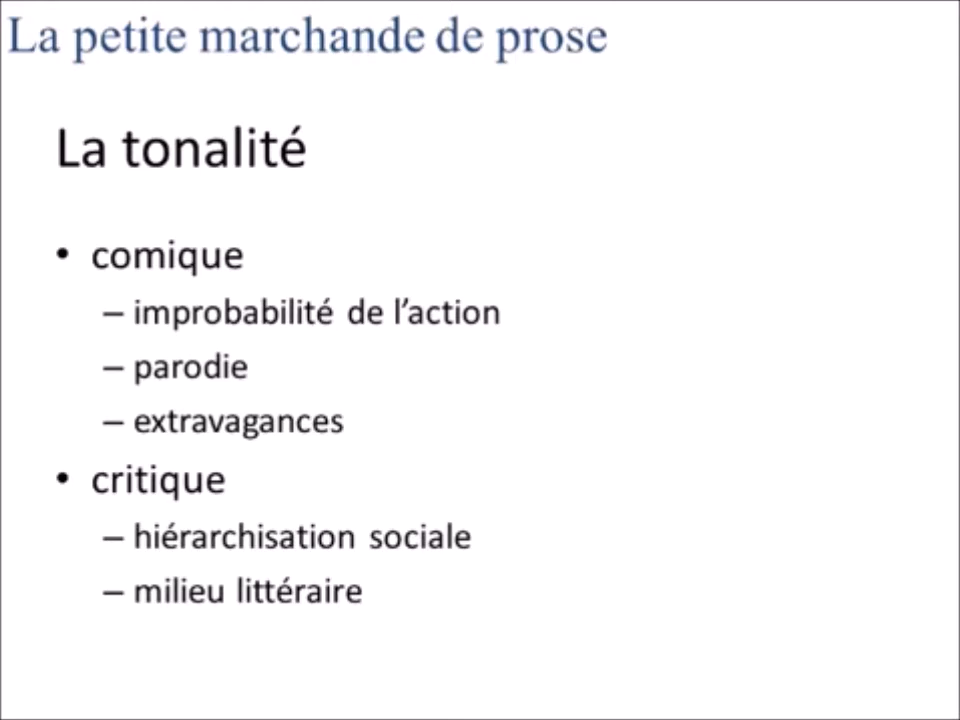 La petite marchande de prose
La tonalité
• comique
– improbabilité de l’action
– parodie
– extravagances
• critique
– hiérarchisation sociale
– milieu littéraire